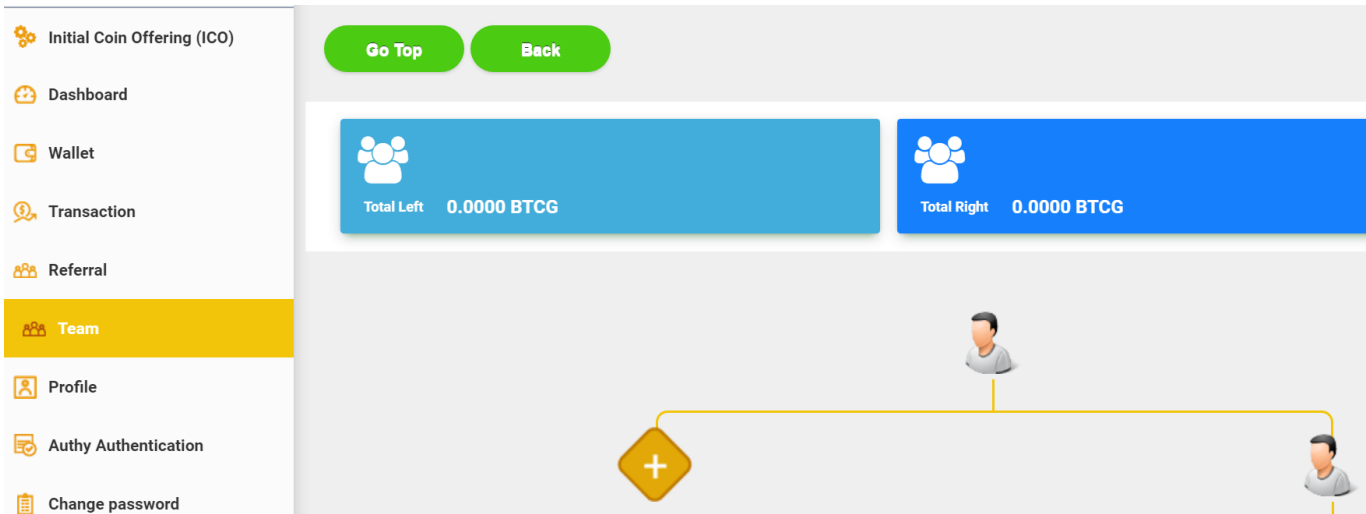 Initial Coin Offering (ICO)
Dashboard
Wallet
Transaction
Referral
Team
Profile
Authy Authentication
Change password
Go Top
Back
Total Left 0.0000 BTCG
Total Right 0.0000 BTCG